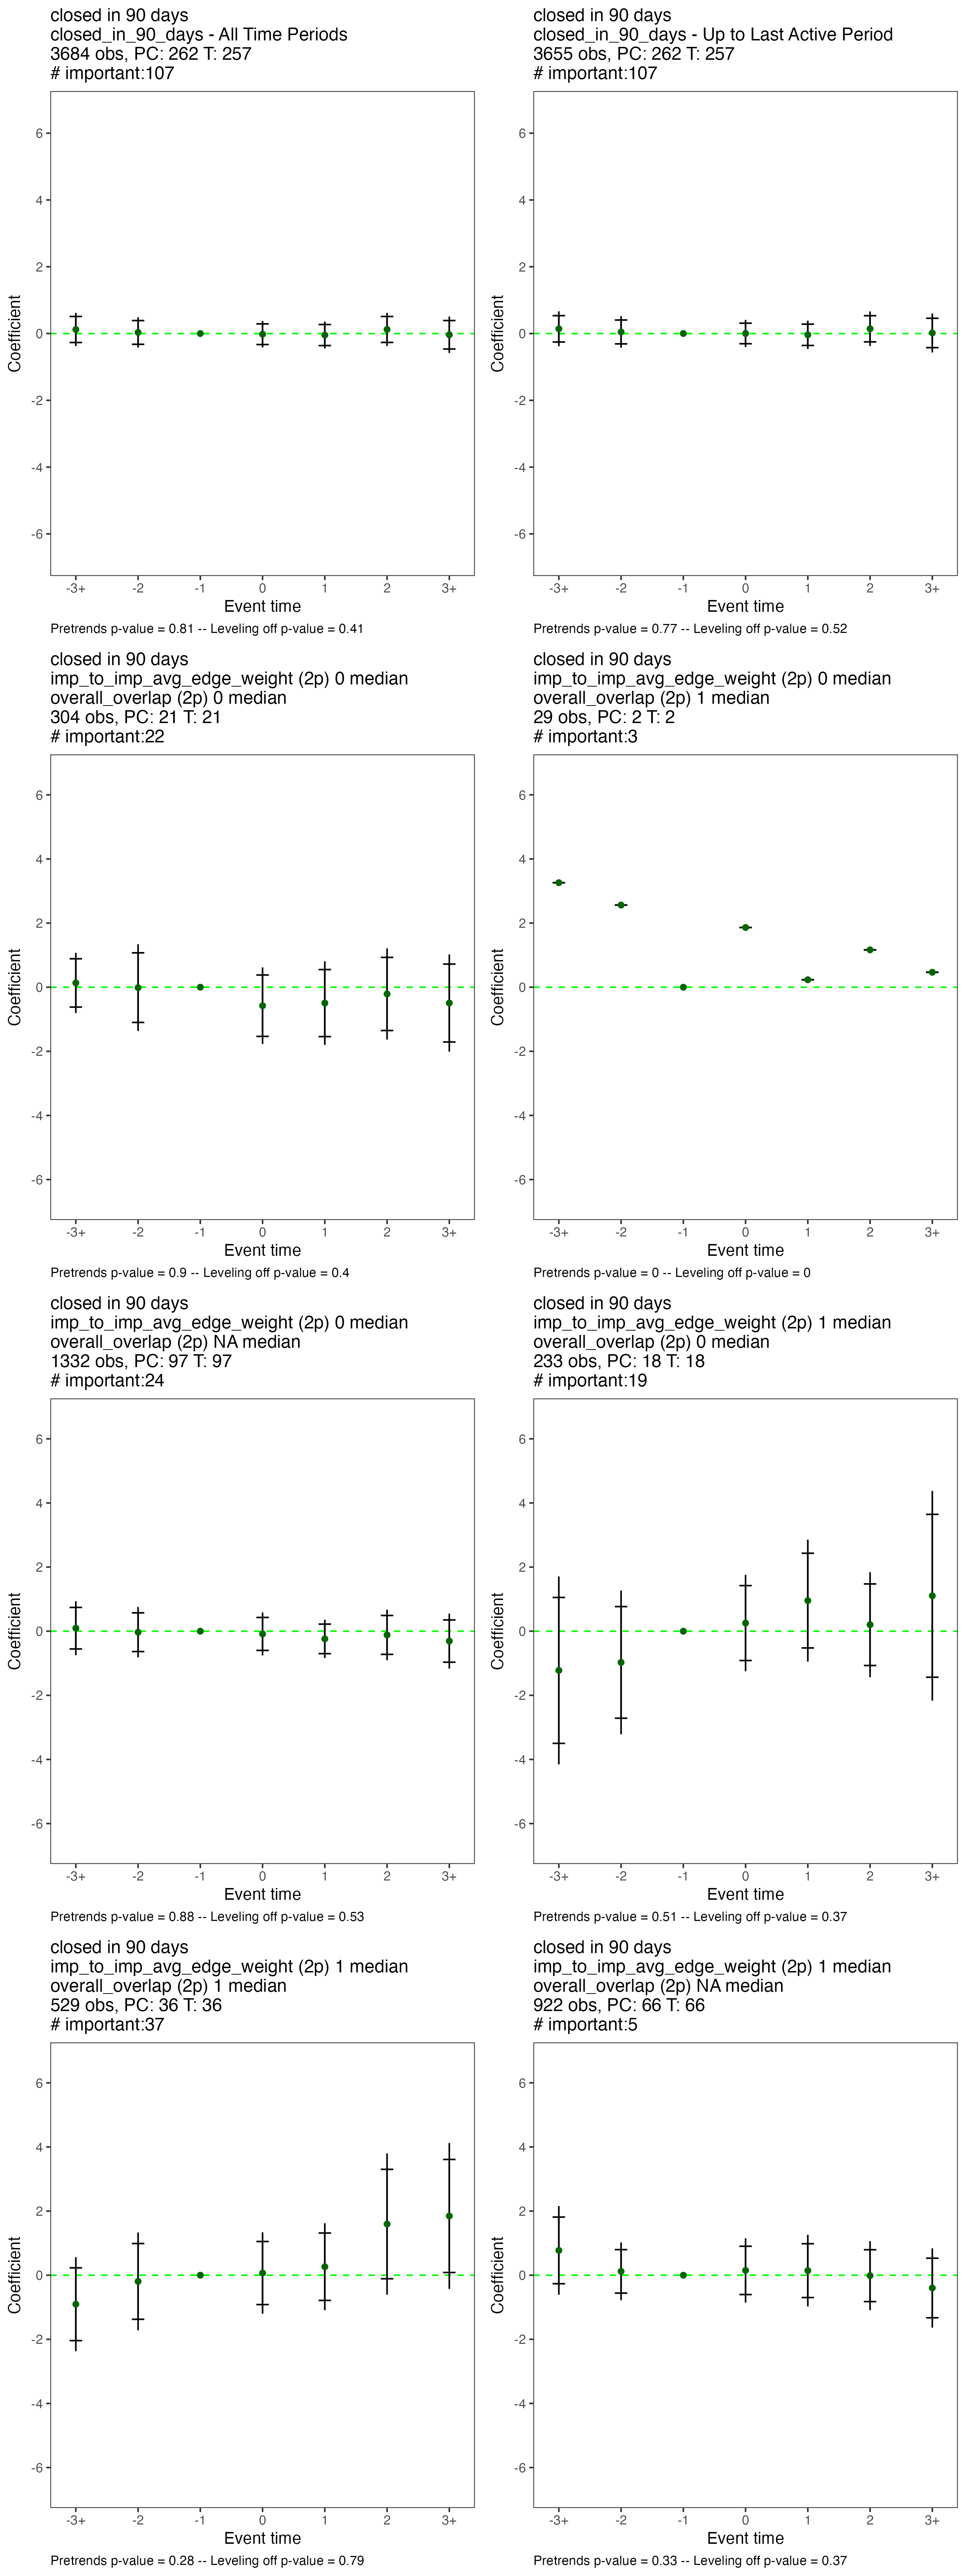 closed in 90 days
closed_in_90_days - All Time Periods
3684 obs, PC: 262 T: 257
# important:107
6
4
2
0
-2
-4
-6
Coefficient
-3+ -2 -1 0 1 2 3+
Event time
Pretrends p-value = 0.81 -- Leveling off p-value = 0.41
closed in 90 days
closed_in_90_days - Up to Last Active Period
3655 obs, PC: 262 T: 257
# important:107
6
4
2
0
-2
-4
-6
Coefficient
-3+ -2 -1 0 1 2 3+
Event time
Pretrends p-value = 0.77 -- Leveling off p-value = 0.52
closed in 90 days
imp_to_imp_avg_edge_weight (2p) 0 median
overall_overlap (2p) 0 median
304 obs, PC: 21 T: 21
# important:22
6
4
2
0
-2
-4
-6
Coefficient
-3+ -2 -1 0 1 2 3+
Event time
Pretrends p-value = 0.9 -- Leveling off p-value = 0.4
closed in 90 days
imp_to_imp_avg_edge_weight (2p) 0 median
overall_overlap (2p) 1 median
29 obs, PC: 2 T: 2
# important:3
6
4
2
0
-2
-4
-6
Coefficient
-3+ -2 -1 0 1 2 3+
Event time
Pretrends p-value = 0 -- Leveling off p-value = 0
closed in 90 days
imp_to_imp_avg_edge_weight (2p) 0 median
overall_overlap (2p) NA median
1332 obs, PC: 97 T: 97
# important:24
6
4
2
0
-2
-4
-6
Coefficient
-3+ -2 -1 0 1 2 3+
Event time
Pretrends p-value = 0.88 -- Leveling off p-value = 0.53
closed in 90 days
imp_to_imp_avg_edge_weight (2p) 1 median
overall_overlap (2p) 0 median
233 obs, PC: 18 T: 18
# important:19
6
4
2
0
-2
-4
-6
Coefficient
-3+ -2 -1 0 1 2 3+
Event time
Pretrends p-value = 0.51 -- Leveling off p-value = 0.37
closed in 90 days
imp_to_imp_avg_edge_weight (2p) 1 median
overall_overlap (2p) 1 median
529 obs, PC: 36 T: 36
# important:37
6
4
2
0
-2
-4
-6
Coefficient
-3+ -2 -1 0 1 2 3+
Event time
Pretrends p-value = 0.28 -- Leveling off p-value = 0.79
closed in 90 days
imp_to_imp_avg_edge_weight (2p) 1 median
overall_overlap (2p) NA median
922 obs, PC: 66 T: 66
# important:5
6
4
2
0
-2
-4
-6
Coefficient
-3+ -2 -1 0 1 2 3+
Event time
Pretrends p-value = 0.33 -- Leveling off p-value = 0.37